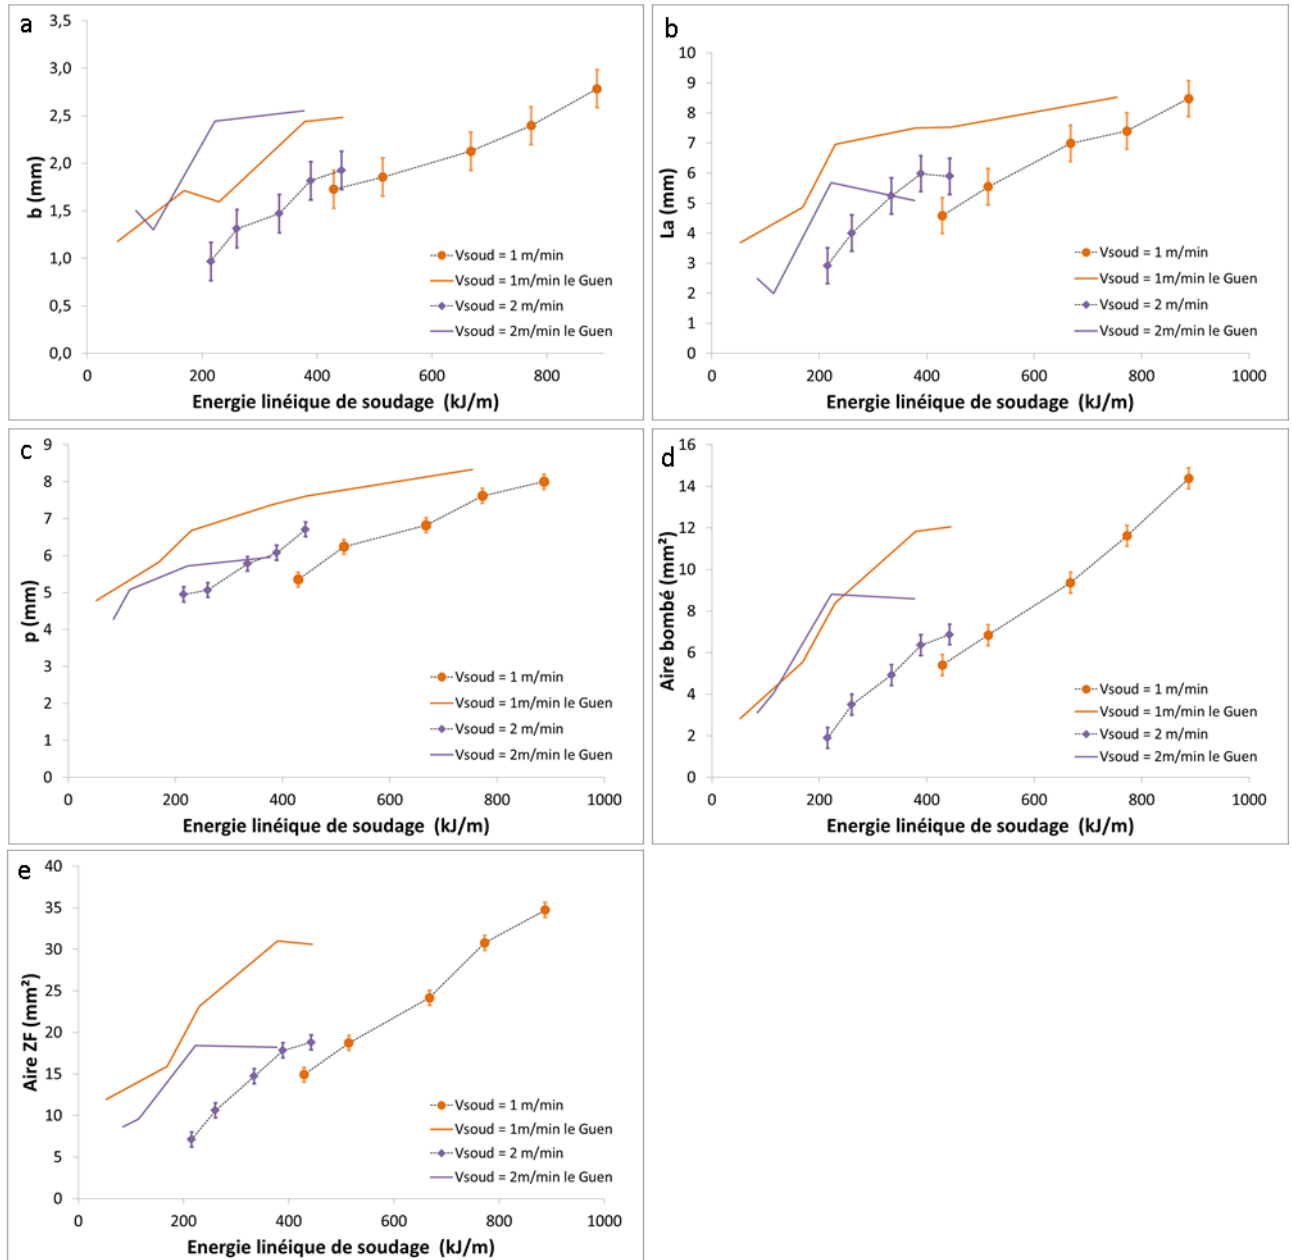 a
b (mm)
3,5
3,0
2,5
2,0
1,5
1,0
0,5
0,0
0 200 400 600 800
Energie linéique de soudage (kJ/m)
Vsoud = 1 m/min
Vsoud = 1m/min le Guen
Vsoud = 2 m/min
Vsoud = 2m/min le Guen
b
La (mm)
10
9
8
7
6
5
4
3
2
1
0
0 200 400 600 800 1000
Energie linéique de soudage (kJ/m)
Vsoud = 1 m/min
Vsoud = 1m/min le Guen
Vsoud = 2 m/min
Vsoud = 2m/min le Guen
c
p (mm)
9
8
7
6
5
4
3
2
1
0
0 200 400 600 800 1000
Energie linéique de soudage (kJ/m)
Vsoud = 1 m/min
Vsoud = 1m/min le Guen
Vsoud = 2 m/min
Vsoud = 2m/min le Guen
d
Aire bombé (mm²)
16
14
12
10
8
6
4
2
0
0 200 400 600 800 1000
Energie linéique de soudage (kJ/m)
Vsoud = 1 m/min
Vsoud = 1m/min le Guen
Vsoud = 2 m/min
Vsoud = 2m/min le Guen
e
Aire ZF (mm²)
40
35
30
25
20
15
10
5
0
0 200 400 600 800 1000
Energie linéique de soudage (kJ/m)
Vsoud = 1 m/min
Vsoud = 1m/min le Guen
Vsoud = 2 m/min
Vsoud = 2m/min le Guen